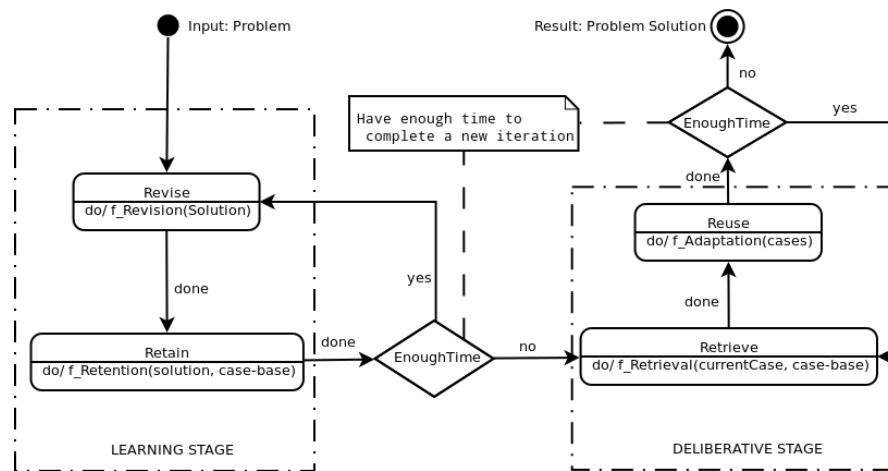 Input: Problem
Result: Problem Solution
no
yes
EnoughTime
Have enough time to
complete a new iteration
Revise
do/ f_Revision(Solution)
done
Reuse
do/ f_Adaptation(cases)
done
yes
done
Retain
do/ f_Retention(solution, case-base)
done
EnoughTime
no
Retrieve
do/ f_Retrieval(currentCase, case-base)
LEARNING STAGE
DELIBERATIVE STAGE